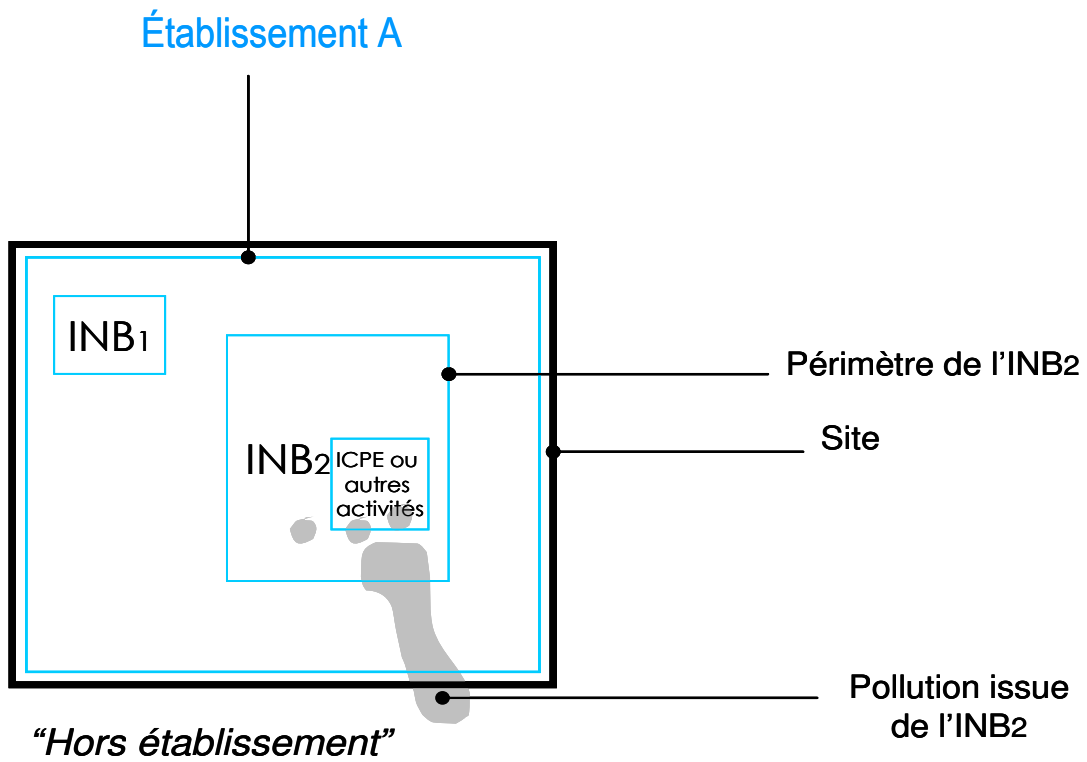 Établissement A
INB1
Périmètre de l’INB2
Site
INB2
ICPE ou
autres
activités
Pollution issue
de l’INB2
“Hors établissement”